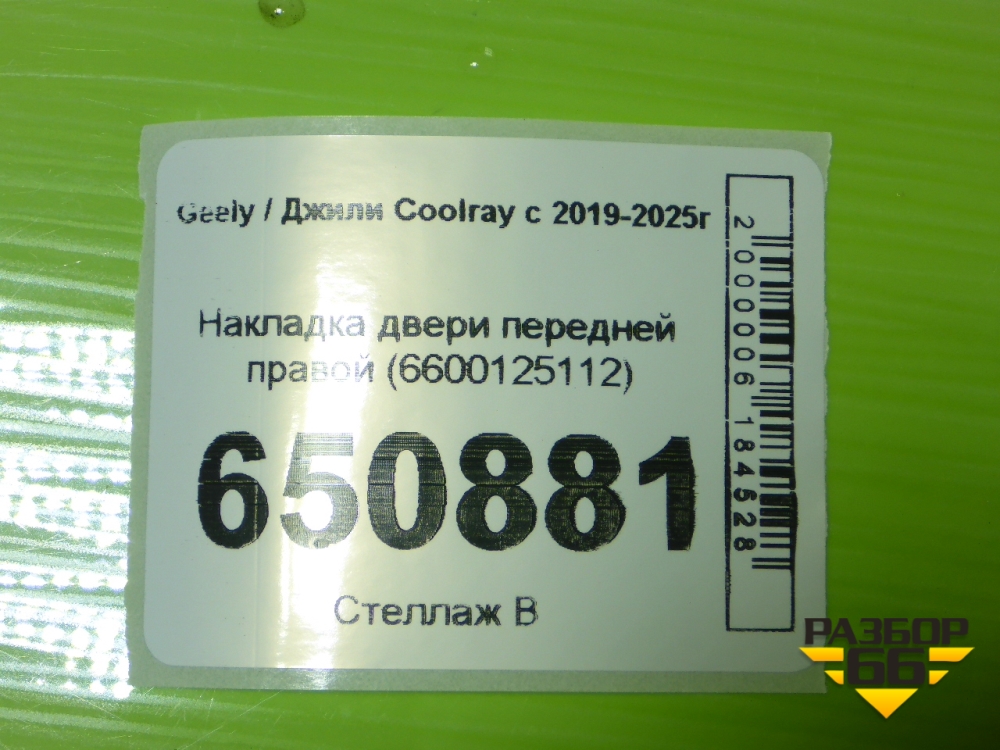 Geely / Джили Coolray с 2019-2025г
Накладка двери передней
правой (6600125112)
650881
Стеллаж В
2000006184528
РАЗБОР
66